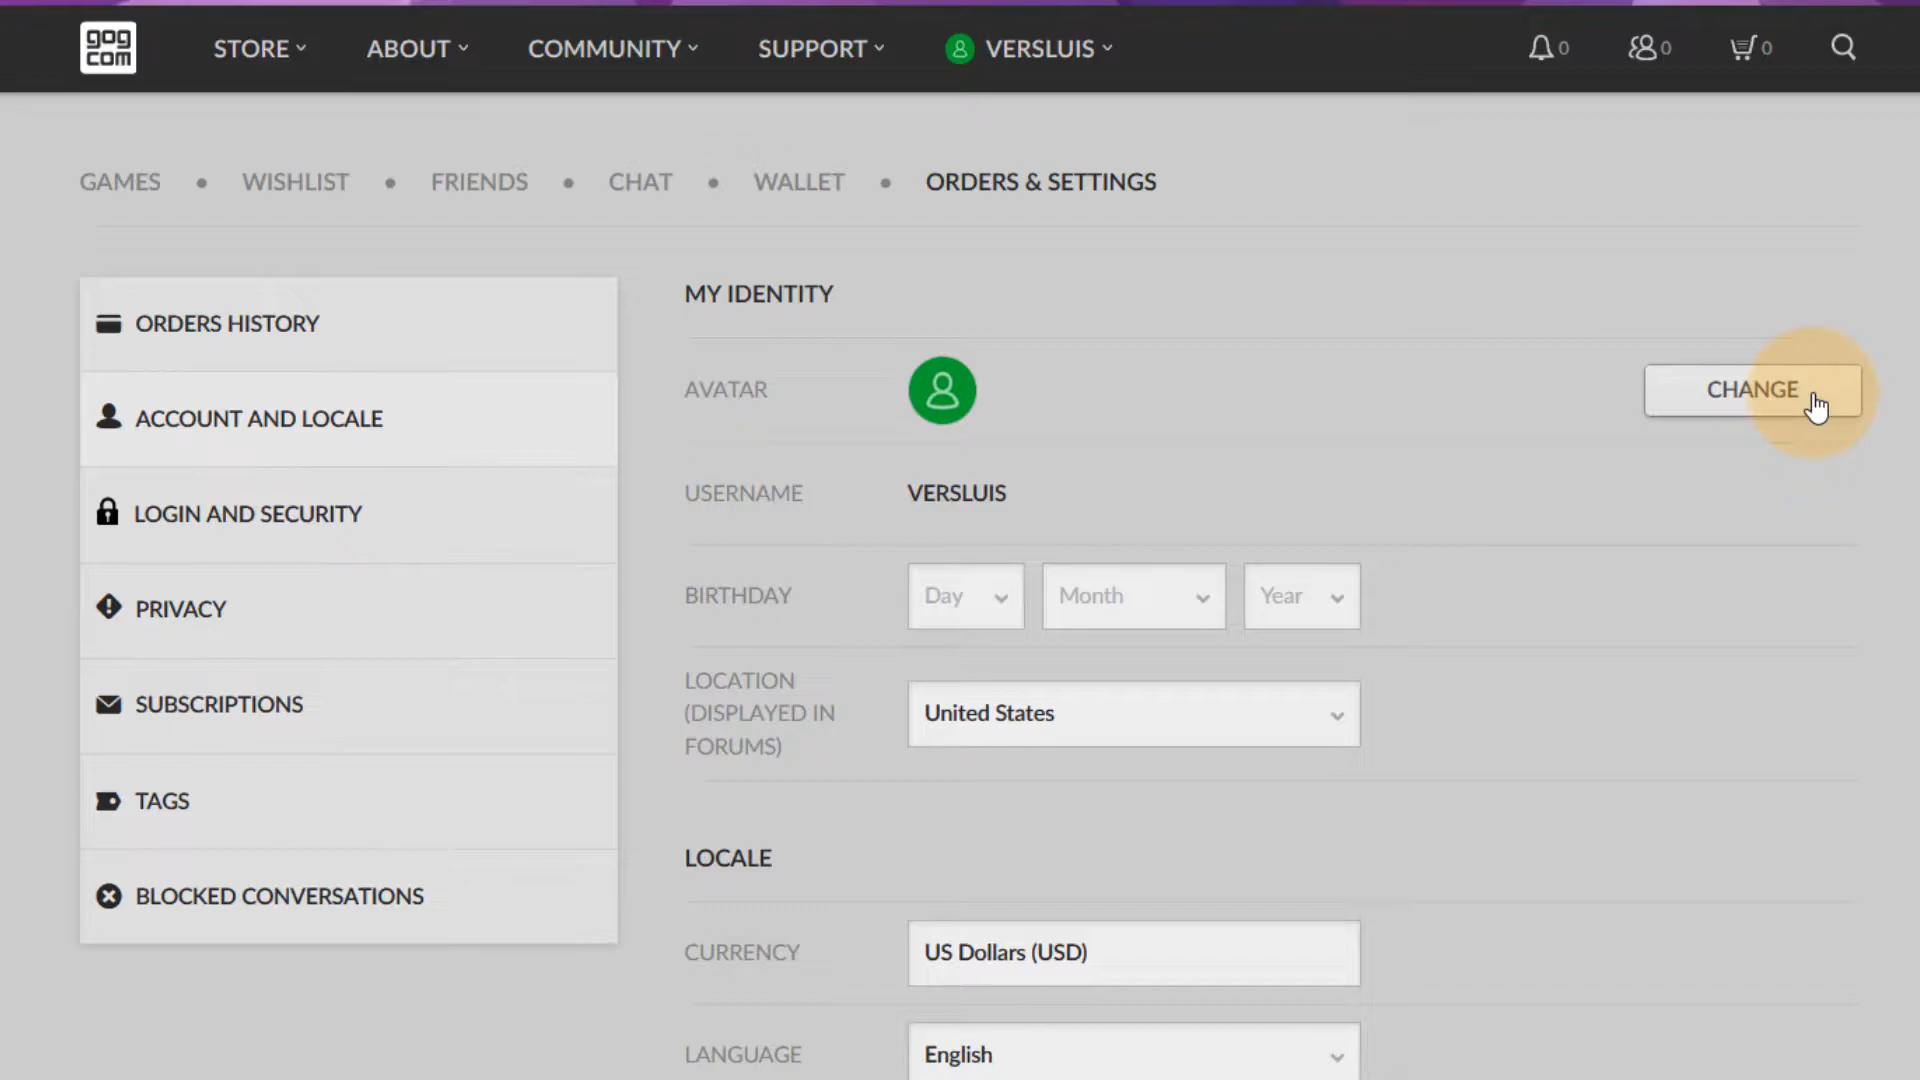 gog
com
STORE
ABOUT
COMMUNITY
SUPPORT
VERSLUIS
0
0
0
GAMES • WISHLIST • FRIENDS • CHAT • WALLET • ORDERS & SETTINGS
ORDERS HISTORY
ACCOUNT AND LOCALE
LOGIN AND SECURITY
PRIVACY
SUBSCRIPTIONS
TAGS
BLOCKED CONVERSATIONS
MY IDENTITY
AVATAR
CHANGE
USERNAME
VERSLUIS
BIRTHDAY
Day
Month
Year
LOCATION
(DISPLAYED IN
FORUMS)
United States
LOCALE
CURRENCY
US Dollars (USD)
LANGUAGE
English